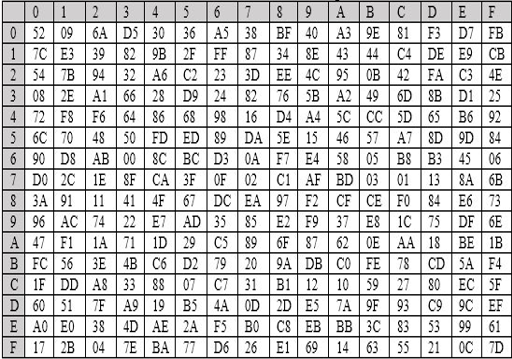 0 1 2 3 4 5 6 7 8 9 A B C D E F
0 52 09 6A D5 30 36 A5 38 BF 40 A3 9E 81 F3 D7 FB
1 7C E3 39 82 9B 2F FF 87 34 8E 43 44 C4 DE E9 CB
2 54 7B 94 32 A6 C2 23 3D EE 4C 95 0B 42 FA C3 4E
3 08 2E A1 66 28 D9 24 82 76 5B A2 49 6D 8B D1 25
4 72 F8 F6 64 86 68 98 16 D4 A4 5C CC 5D 65 B6 92
5 6C 70 48 50 FD ED 89 DA 5E 15 46 57 A7 8D 9D 84
6 90 D8 AB 00 8C BC D3 0A F7 E4 58 05 B8 B3 45 06
7 D0 2C 1E 8F CA 3F 0F 02 C1 AF BD 03 01 13 8A 6B
8 3A 91 11 41 4F 67 DC EA 97 F2 CF CE F0 84 E6 73
9 96 AC 74 22 E7 AD 35 85 E2 F9 37 E8 1C 75 DF 6E
A 47 F1 1A 71 1D 29 C5 89 6F 87 62 0E AA 18 BE 1B
B FC 56 3E 4B C6 D2 79 20 9A DB C0 FE 78 CD 5A F4
C 1F DD A8 33 88 07 C7 31 B1 12 10 59 27 80 EC 5F
D 60 51 7F A9 19 B5 4A 0D 2D E5 7A 9F 93 C9 9C EF
E A0 E0 38 4D AE 2A F5 B0 C8 EB BB 3C 83 53 99 61
F 17 2B 04 7E BA 77 D6 26 E1 69 14 63 55 21 0C 7D